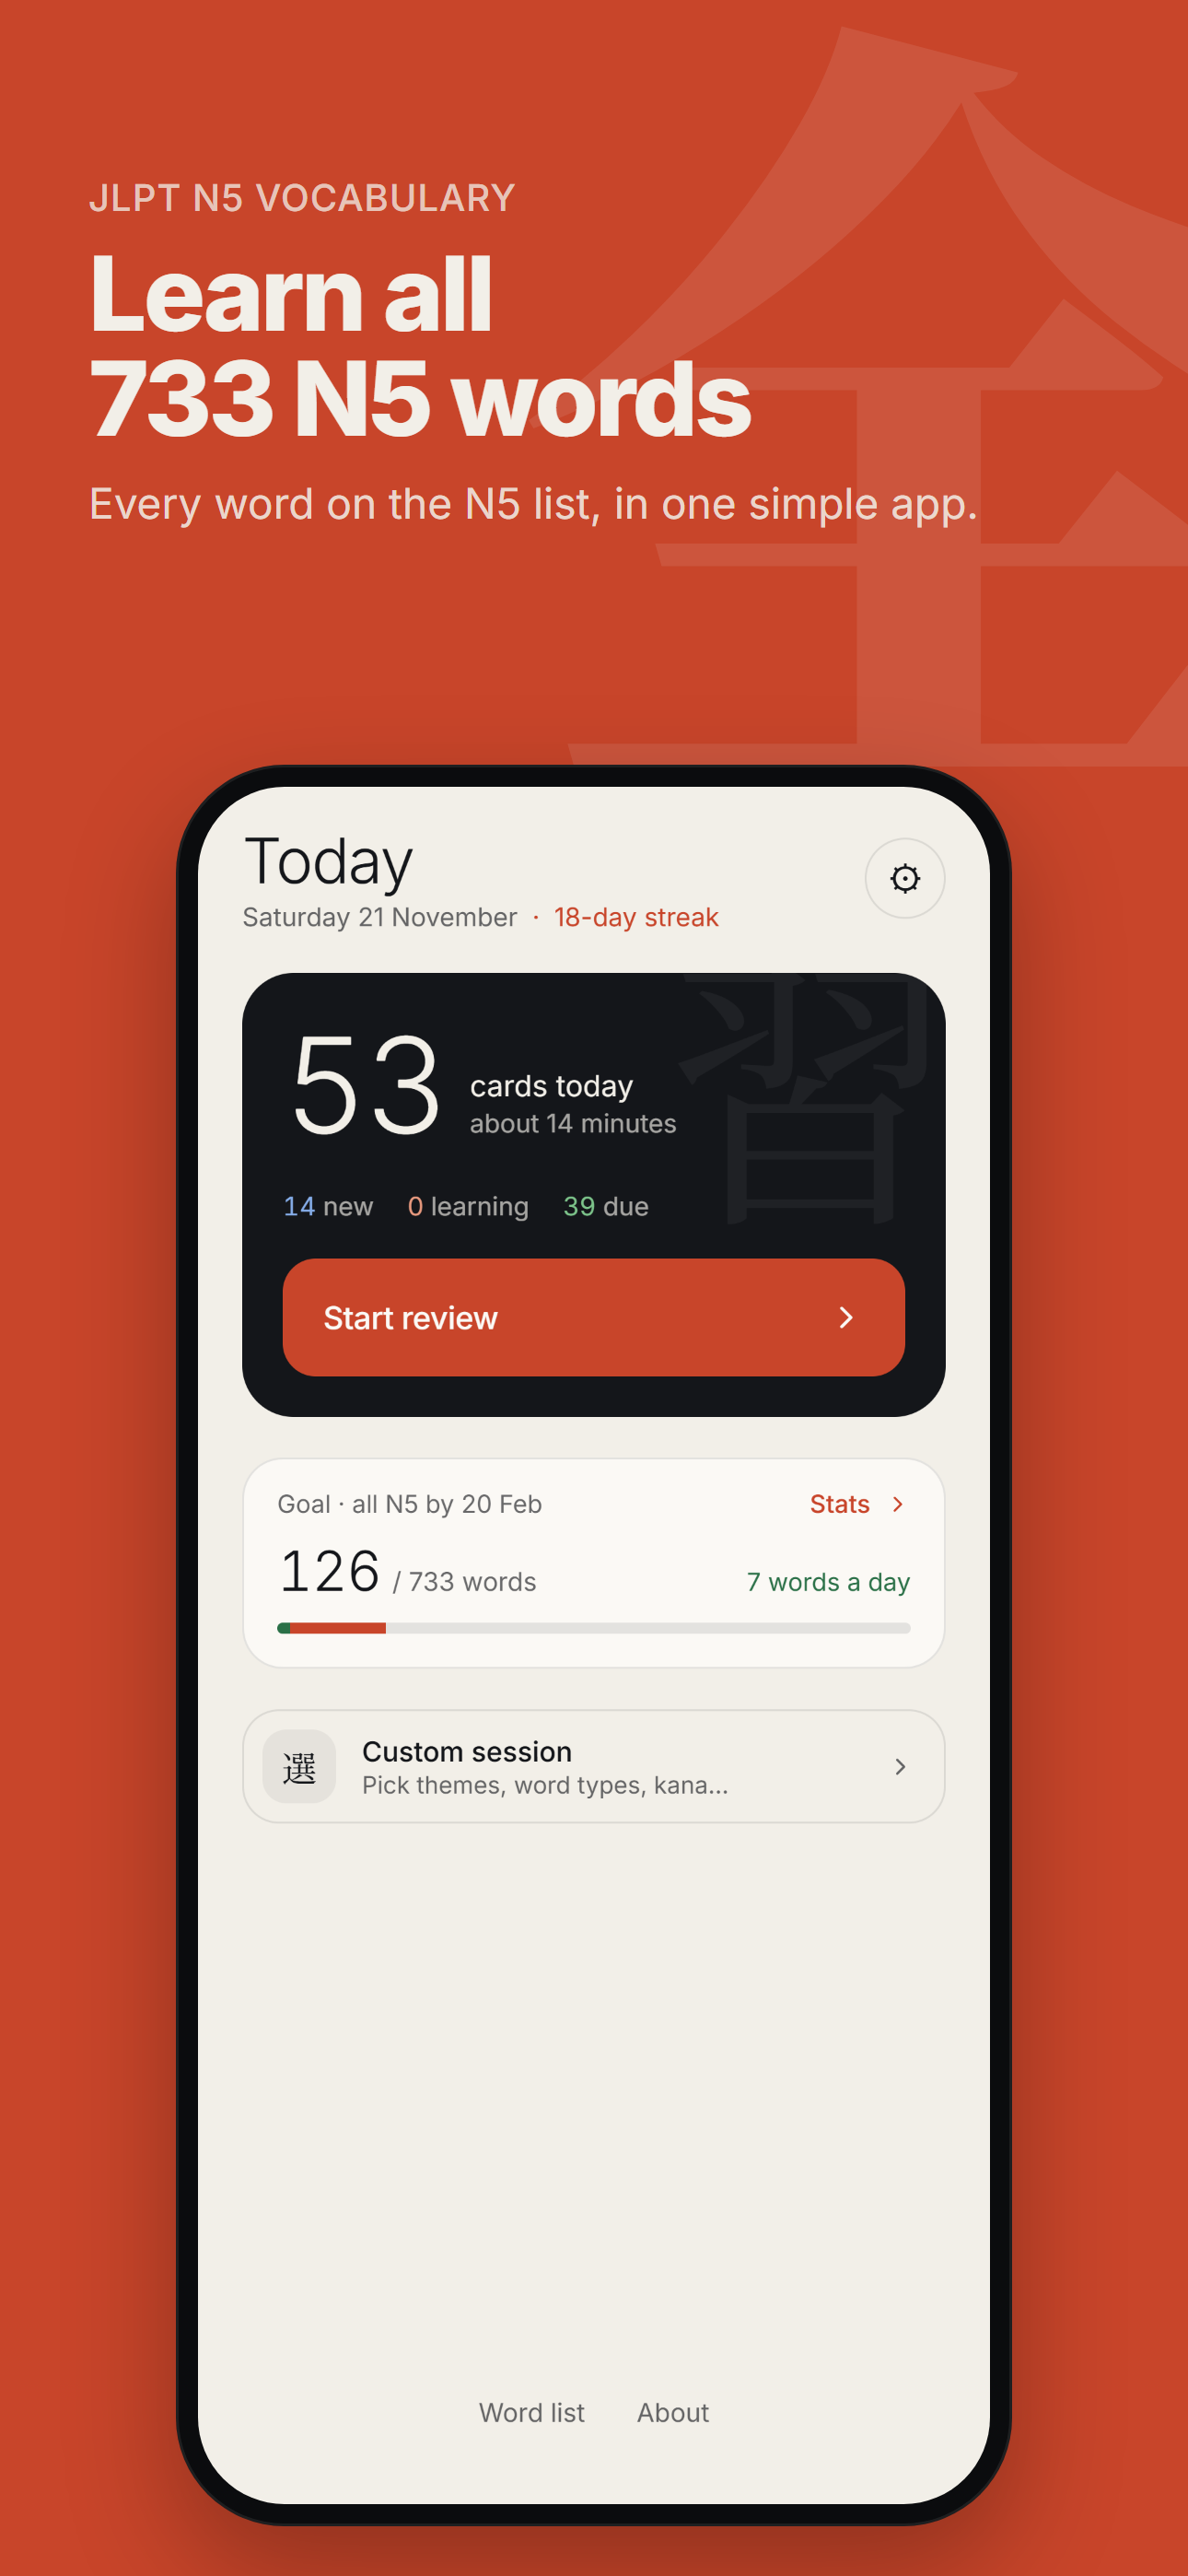 JLPT N5 VOCABULARY
Learn all
733 N5 words
Every word on the N5 list, in one simple app.
全
Today
Saturday 21 November · 18-day streak
習
53 cards today
about 14 minutes
14 new 0 learning 39 due
Start review
Goal · all N5 by 20 Feb Stats
126 / 733 words 7 words a day
選 Custom session
Pick themes, word types, kana...
Word list About